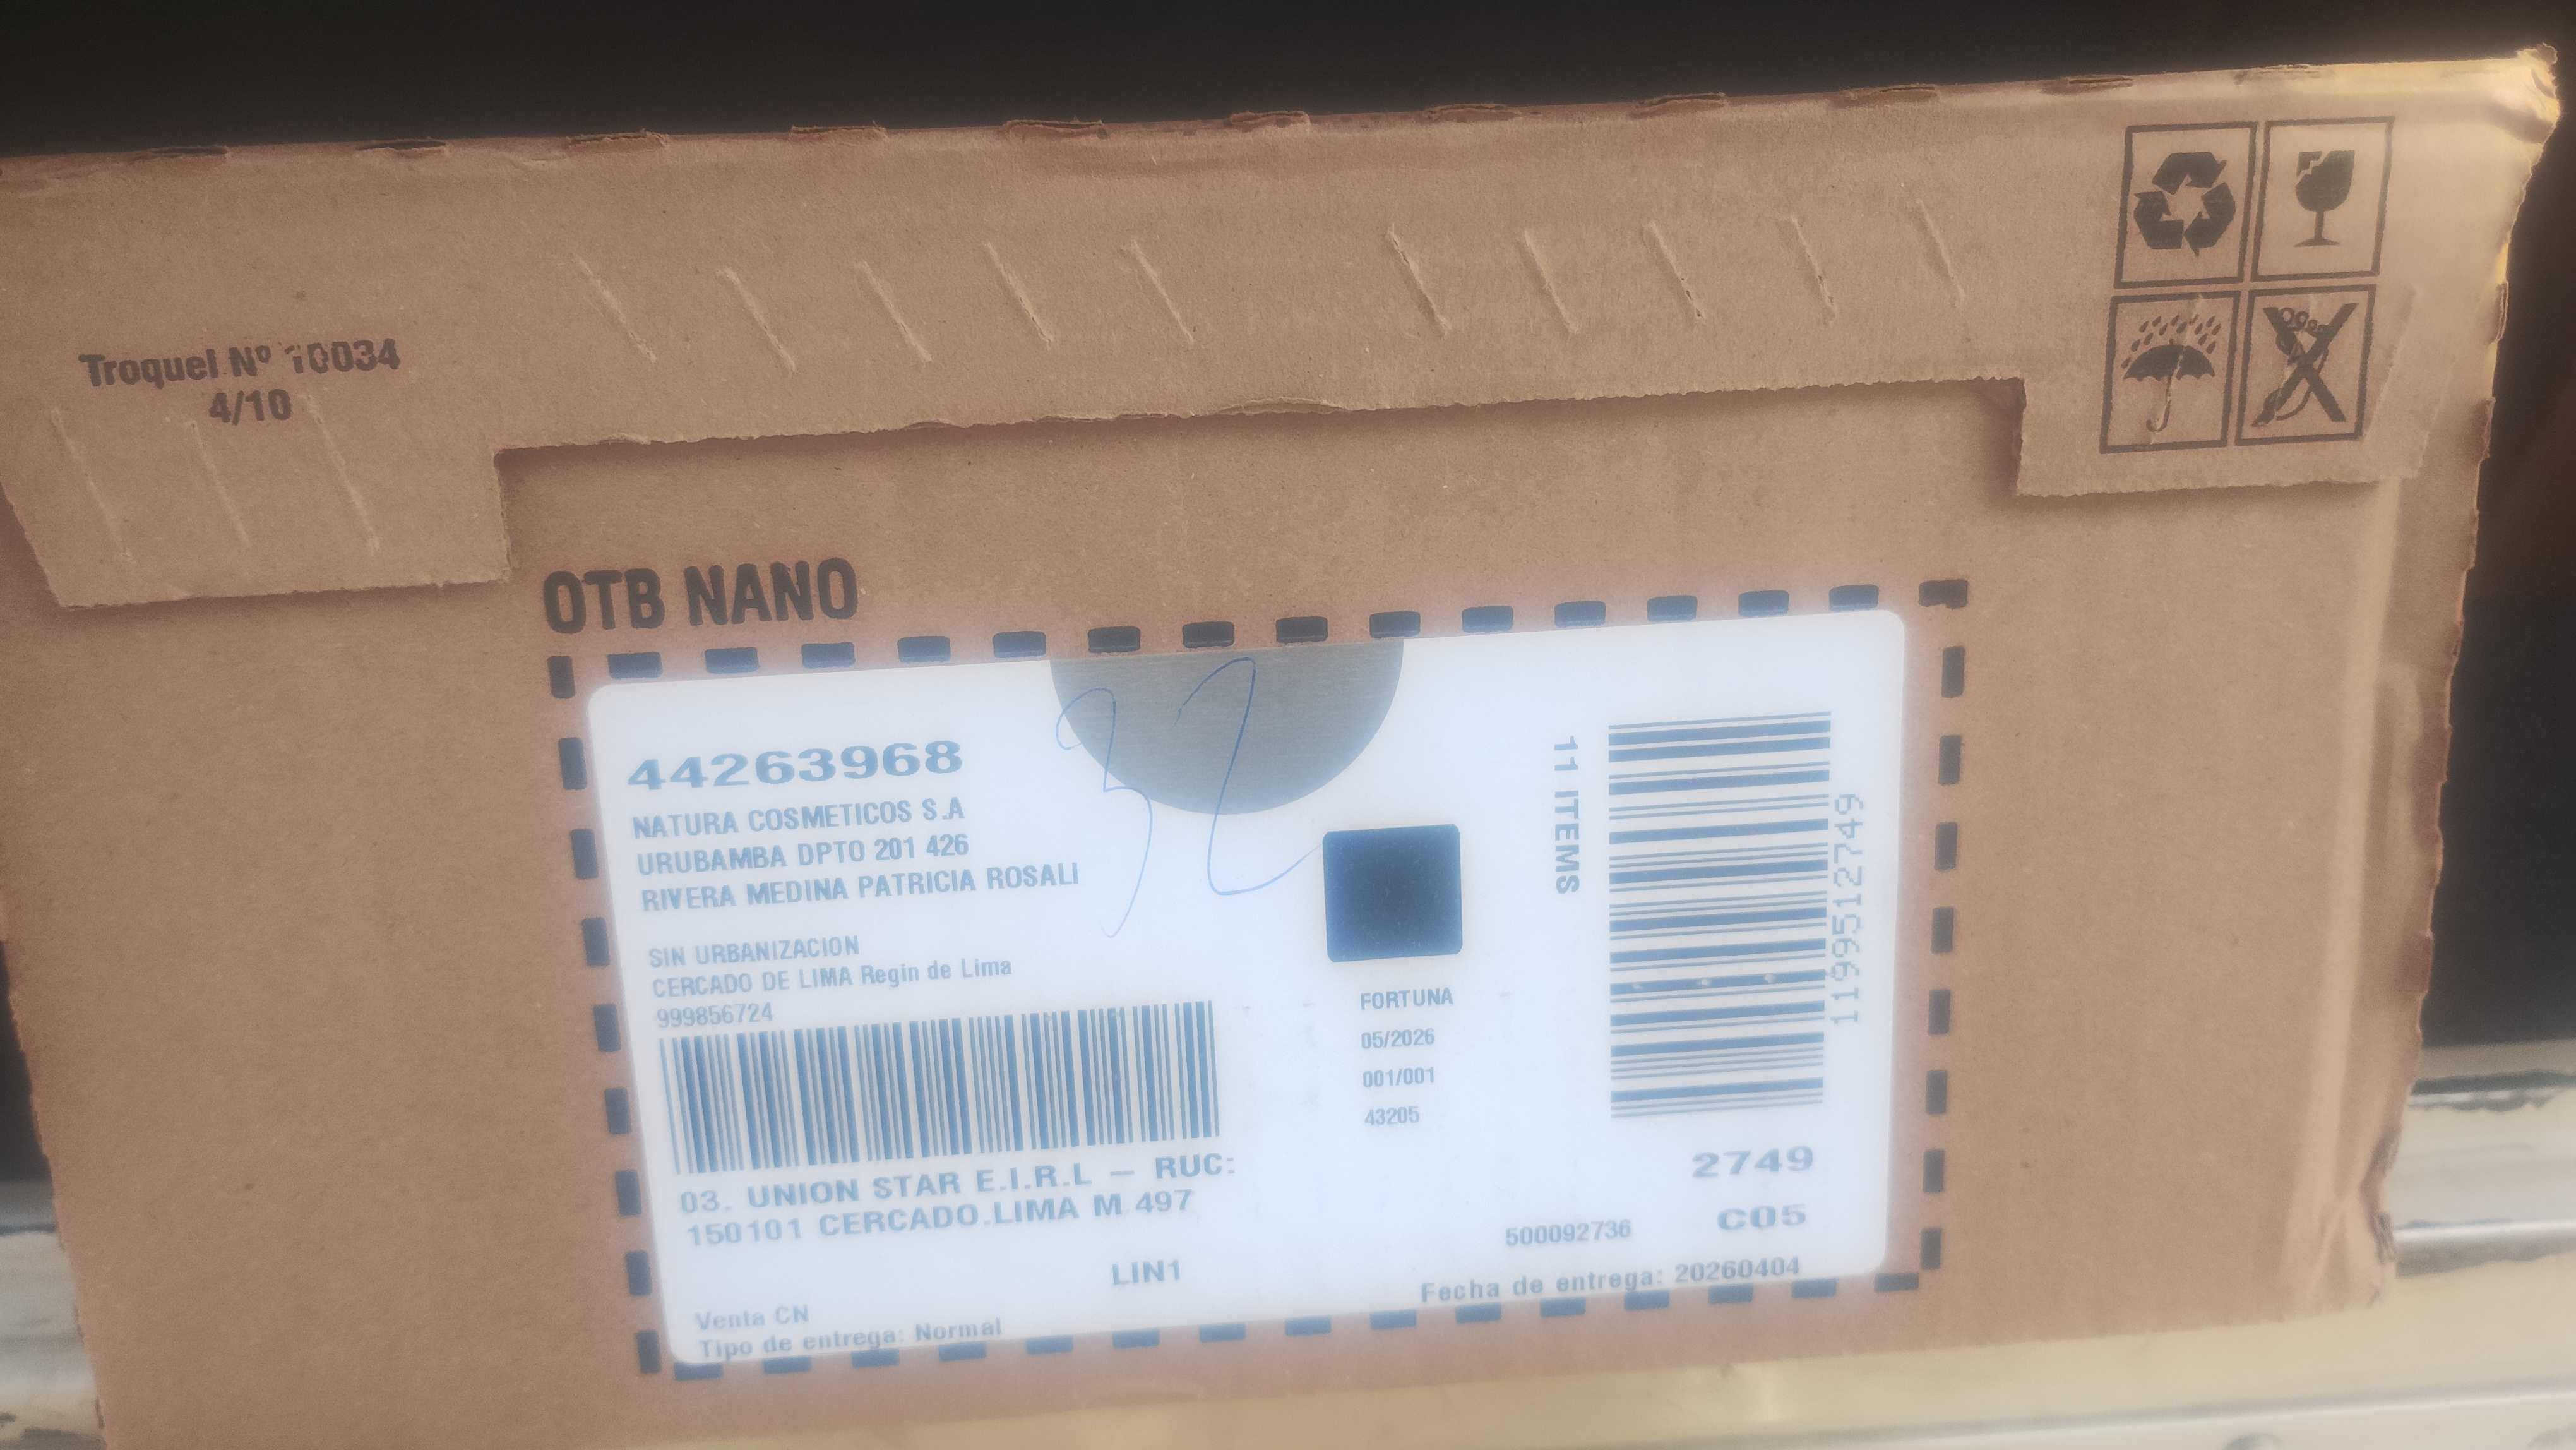 Troquel Nº 10034
4/10
OTB NANO
32
44263968
NATURA COSMETICOS S.A
URUBAMBA DPTO 201 426
RIVERA MEDINA PATRICIA ROSALI
SIN URBANIZACION
CERCADO DE LIMA Regin de Lima
999856724
03. UNION STAR E.I.R.L – RUC:
150101 CERCADO.LIMA M 497
LIN1
Venta CN
Tipo de entrega: Normal
FORTUNA
05/2026
001/001
43205
11 ITEMS
119951 2749
2749
C05
500092736
Fecha de entrega: 20260404